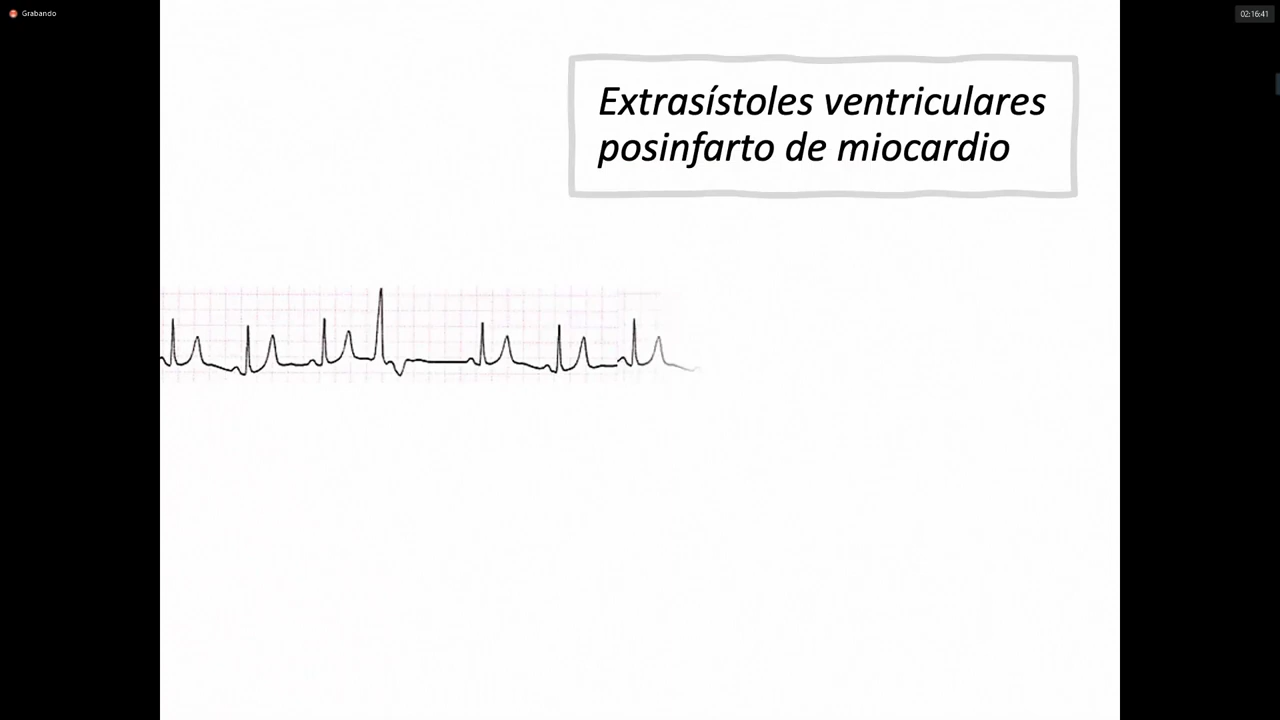 Grabando
02:16:41
Extrasístoles ventriculares
posinfarto de miocardio